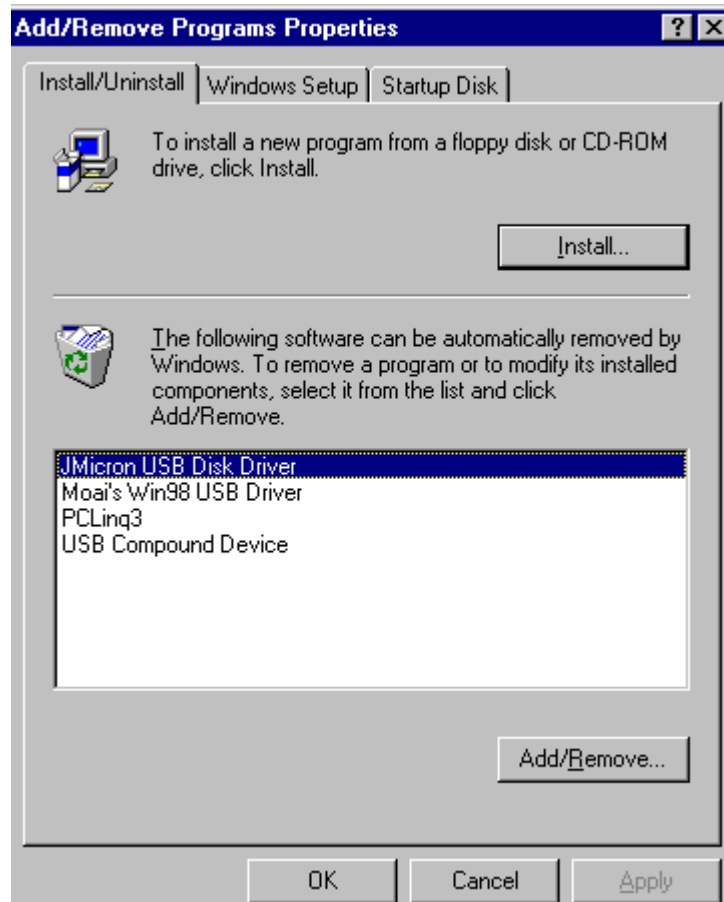 Add/Remove Programs Properties
Install/Uninstall
Windows Setup
Startup Disk
To install a new program from a floppy disk or CD-ROM
drive, click Install.
Install...
The following software can be automatically removed by
Windows. To remove a program or to modify its installed
components, select it from the list and click
Add/Remove.
JMicron USB Disk Driver
Moai's Win98 USB Driver
PCLinq3
USB Compound Device
Add/Remove...
OK
Cancel
Apply